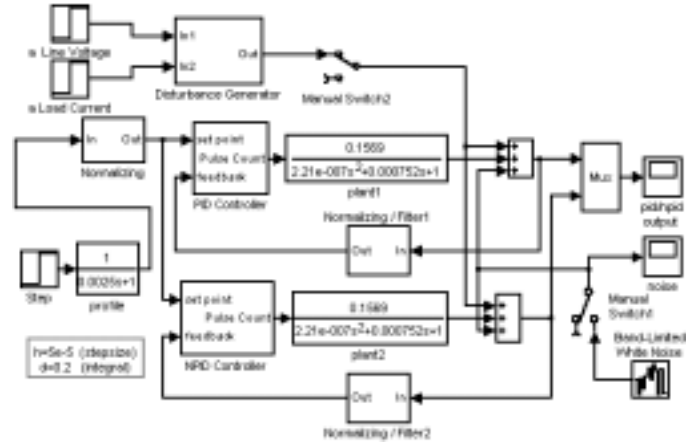 In1
In2
Out
Line Voltage
Load Current
Disturbance Generator
Manual Switch2
In
Out
Normalizing
set point
Pulse Count
feedback
PID Controller
0.1569
2.21e-007s²+0.000752s+1
plant1
+
+
+
Mux
pid/npid
output
Normalizing / Filter1
Out
In
Step
1
0.0025s+1
profile
noise
set point
Pulse Count
feedback
NPID Controller
0.1569
2.21e-007s²+0.000752s+1
plant2
+
+
+
Manual
Switch1
Band-Limited
White Noise
h=5e-5 (stepsize)
d=0.2 (integral)
Out
In
Normalizing / Filter2